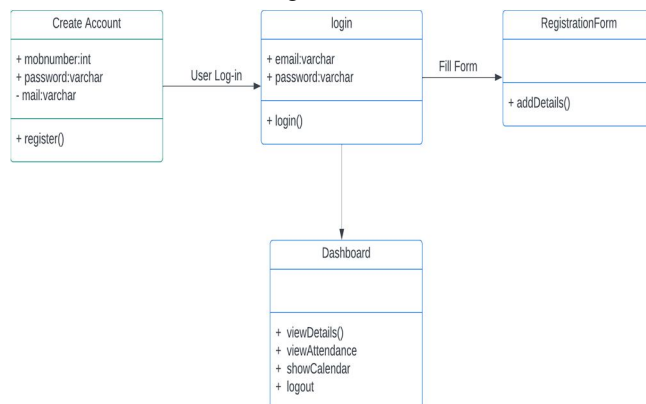 Create Account
+ mobnumber:int
+ password:varchar
- mail:varchar
+ register()
User Log-in
login
+ email:varchar
+ password:varchar
+ login()
Fill Form
RegistrationForm
+ addDetails()
Dashboard
+ viewDetails()
+ viewAttendance
+ showCalendar
+ logout